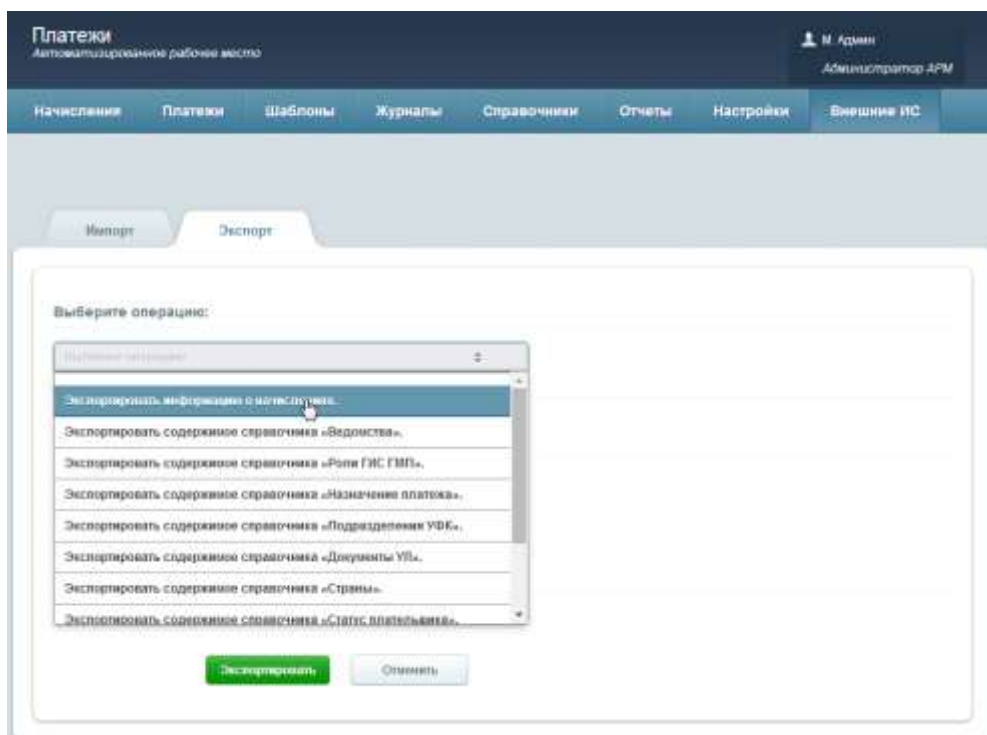 Платежи
Автоматизированное рабочее место
М. Админ
Администратор АРМ
Начисления Платежи Шаблоны Журналы Справочники Отчеты Настройки Внешние ИС
Импорт Экспорт
Выберите операцию:
Экспортировать информацию о начислениях.
Экспортировать содержимое справочника «Ведомства».
Экспортировать содержимое справочника «Роли ГИС ГМП».
Экспортировать содержимое справочника «Назначение платежа».
Экспортировать содержимое справочника «Подразделения УФК».
Экспортировать содержимое справочника «Документы УЛ».
Экспортировать содержимое справочника «Страны».
Экспортировать содержимое справочника «Статус плательщика».
Экспортировать Отменить